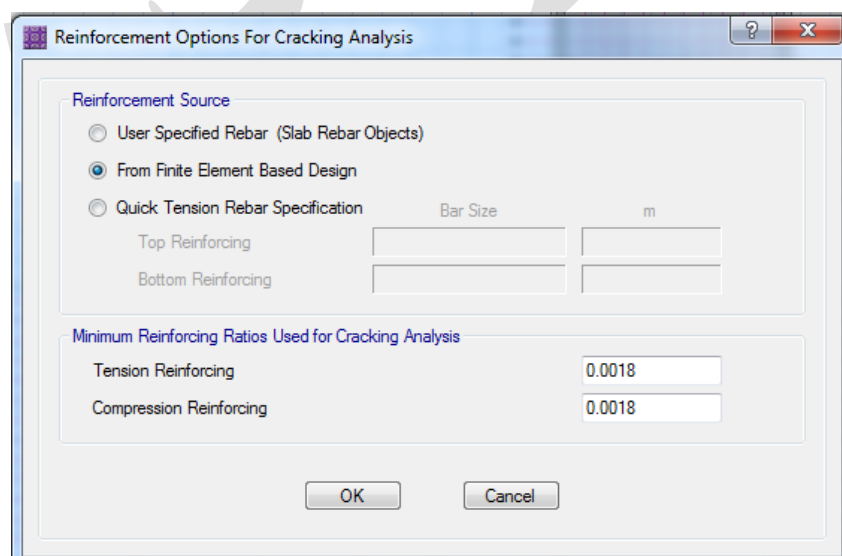 Reinforcement Options For Cracking Analysis
Reinforcement Source
User Specified Rebar (Slab Rebar Objects)
From Finite Element Based Design
Quick Tension Rebar Specification Bar Size m
Top Reinforcing
Bottom Reinforcing
Minimum Reinforcing Ratios Used for Cracking Analysis
Tension Reinforcing 0.0018
Compression Reinforcing 0.0018
OK Cancel